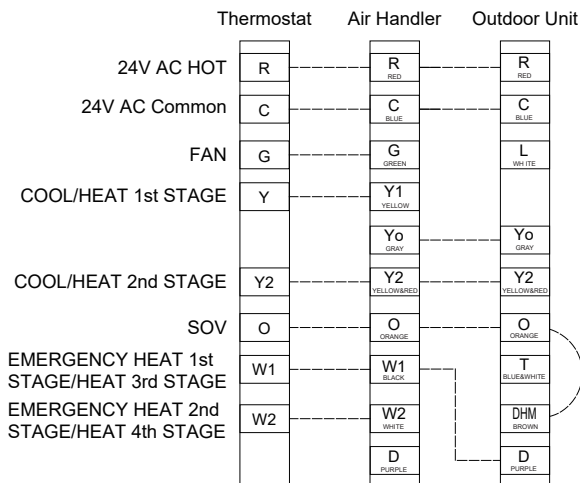 Thermostat Air Handler Outdoor Unit
24V AC HOT R R R
RED RED
24V AC Common C C C
BLUE BLUE
FAN G G L
GREEN WH ITE
COOL/HEAT 1st STAGE Y Y1
YELLOW
Yo Yo
GRAY GRAY
COOL/HEAT 2nd STAGE Y2 Y2 Y2
YELLOW&RED YELLOW&RED
SOV O O O
ORANGE ORANGE
EMERGENCY HEAT 1st
STAGE/HEAT 3rd STAGE W1 W1 T
BLACK BLUE&WHITE
EMERGENCY HEAT 2nd
STAGE/HEAT 4th STAGE W2 W2 DHM
WHITE BROWN
D D
PURPLE PURPLE